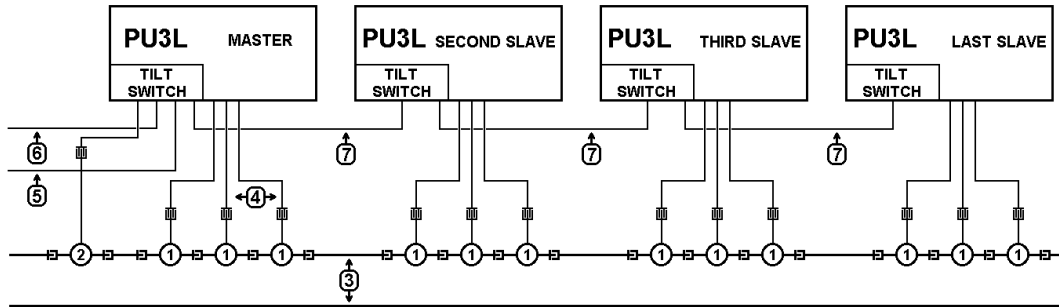 PU3L MASTER
TILT
SWITCH
PU3L SECOND SLAVE
TILT
SWITCH
PU3L THIRD SLAVE
TILT
SWITCH
PU3L LAST SLAVE
TILT
SWITCH
6
7
7
7
5
4
2
1
1
1
1
1
1
1
1
1
1
1
1
3